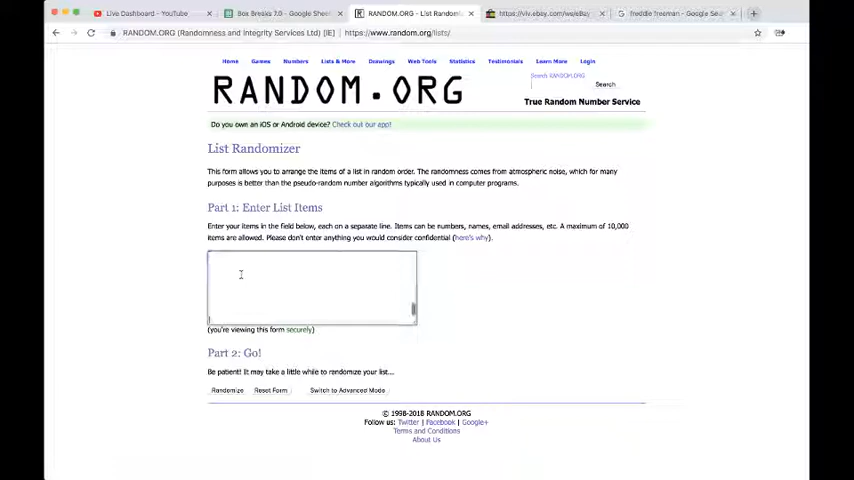 Live Dashboard - YouTube
Box Breaks 7.0 - Google Sheet
RANDOM.ORG - List Randomi
https://viv.ebay.com/ws/eBay
freddie freeman - Google Sea
RANDOM.ORG (Randomness and Integrity Services Ltd) [IE] https://www.random.org/lists/
Home Games Numbers Lists & More Drawings Web Tools Statistics Testimonials Learn More Login
RANDOM.ORG
Search RANDOM.ORG
Search
True Random Number Service
Do you own an iOS or Android device? Check out our app!
List Randomizer
This form allows you to arrange the items of a list in random order. The randomness comes from atmospheric noise, which for many
purposes is better than the pseudo-random number algorithms typically used in computer programs.
Part 1: Enter List Items
Enter your items in the field below, each on a separate line. Items can be numbers, names, email addresses, etc. A maximum of 10,000
items are allowed. Please don't enter anything you would consider confidential (here's why).
(you're viewing this form securely)
Part 2: Go!
Be patient! It may take a little while to randomize your list...
Randomize Reset Form Switch to Advanced Mode
© 1998-2018 RANDOM.ORG
Follow us: Twitter | Facebook | Google+
Terms and Conditions
About Us